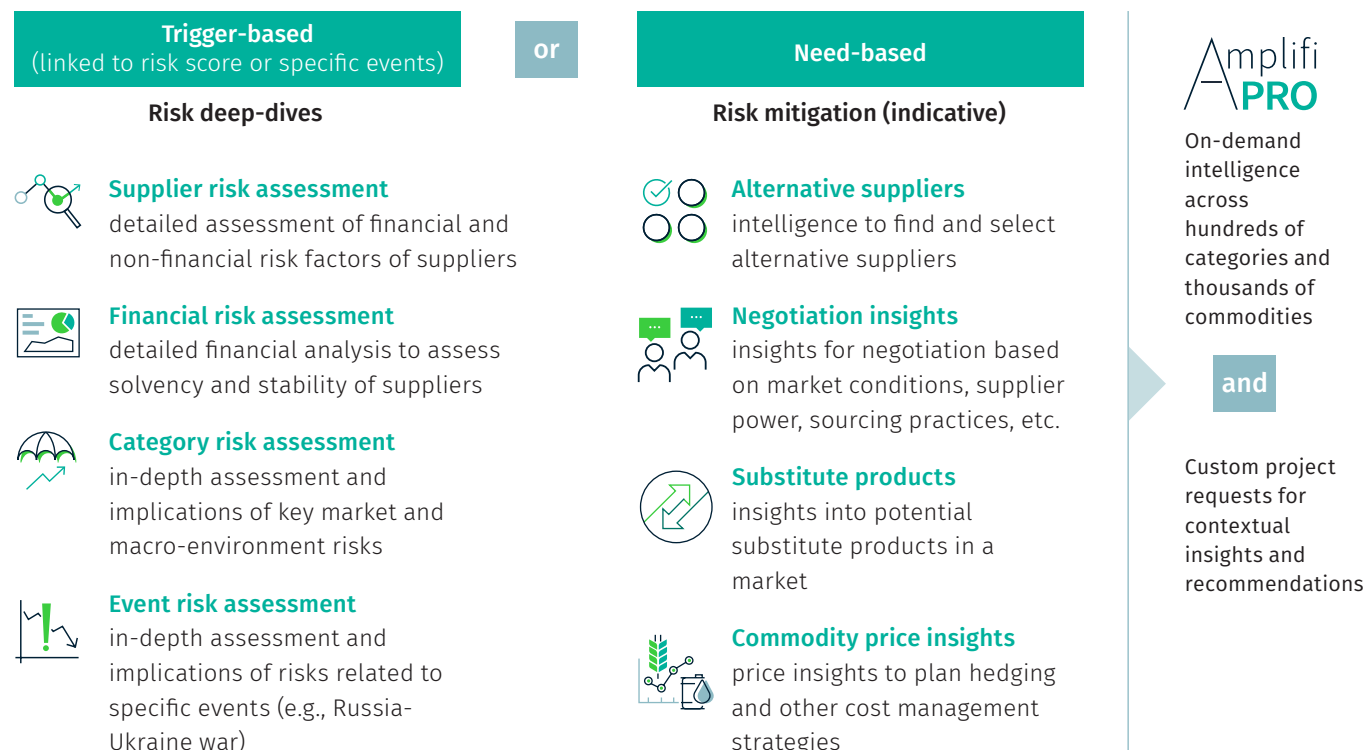 Trigger-based
(linked to risk score or specific events)
or
Need-based
Risk deep-dives
Risk mitigation (indicative)
Supplier risk assessment
detailed assessment of financial and
non-financial risk factors of suppliers
Financial risk assessment
detailed financial analysis to assess
solvency and stability of suppliers
Category risk assessment
in-depth assessment and
implications of key market and
macro-environment risks
Event risk assessment
in-depth assessment and
implications of risks related to
specific events (e.g., Russia-
Ukraine war)
Alternative suppliers
intelligence to find and select
alternative suppliers
Negotiation insights
insights for negotiation based
on market conditions, supplier
power, sourcing practices, etc.
Substitute products
insights into potential
substitute products in a
market
Commodity price insights
price insights to plan hedging
and other cost management
strategies
Amplifi
PRO
On-demand
intelligence
across
hundreds of
categories and
thousands of
commodities
and
Custom project
requests for
contextual
insights and
recommendations